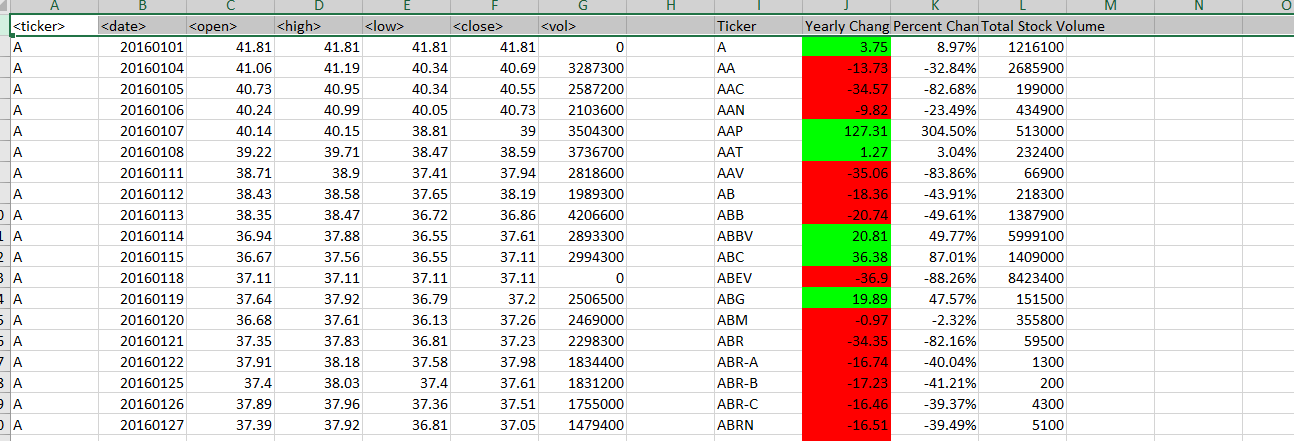 A B C D E F G H I J K L M N O
<ticker> <date> <open> <high> <low> <close> <vol> Ticker Yearly Chang Percent Chan Total Stock Volume
A 20160101 41.81 41.81 41.81 41.81 0 A 3.75 8.97% 1216100
A 20160104 41.06 41.19 40.34 40.69 3287300 AA -13.73 -32.84% 2685900
A 20160105 40.73 40.95 40.34 40.55 2587200 AAC -34.57 -82.68% 199000
A 20160106 40.24 40.99 40.05 40.73 2103600 AAN -9.82 -23.49% 434900
A 20160107 40.14 40.15 38.81 39 3504300 AAP 127.31 304.50% 513000
A 20160108 39.22 39.71 38.47 38.59 3736700 AAT 1.27 3.04% 232400
A 20160111 38.71 38.9 37.41 37.94 2818600 AAV -35.06 -83.86% 66900
A 20160112 38.43 38.58 37.65 38.19 1989300 AB -18.36 -43.91% 218300
A 20160113 38.35 38.47 36.72 36.86 4206600 ABB -20.74 -49.61% 1387900
A 20160114 36.94 37.88 36.55 37.61 2893300 ABBV 20.81 49.77% 5999100
A 20160115 36.67 37.56 36.55 37.11 2994300 ABC 36.38 87.01% 1409000
A 20160118 37.11 37.11 37.11 37.11 0 ABEV -36.9 -88.26% 8423400
A 20160119 37.64 37.92 36.79 37.2 2506500 ABG 19.89 47.57% 151500
A 20160120 36.68 37.61 36.13 37.26 2469000 ABM -0.97 -2.32% 355800
A 20160121 37.35 37.83 36.81 37.23 2298300 ABR -34.35 -82.16% 59500
A 20160122 37.91 38.18 37.58 37.98 1834400 ABR-A -16.74 -40.04% 1300
A 20160125 37.4 38.03 37.4 37.61 1831200 ABR-B -17.23 -41.21% 200
A 20160126 37.89 37.96 37.36 37.51 1755000 ABR-C -16.46 -39.37% 4300
A 20160127 37.39 37.92 36.81 37.05 1479400 ABRN -16.51 -39.49% 5100